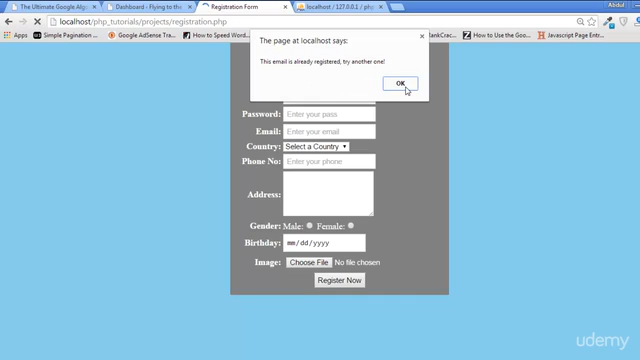 The Ultimate Google Alg
Dashboard - Flying to the
Registration Form
localhost / 127.0.0.1 / php
Abdul
localhost/php_tutorials/projects/registration.php
Simple Pagination with
Google AdSense Trans
How to Speed Word
How to Use the Goo
Javascript Page Entry
The page at localhost says:
This email is already registered, try another one!
OK
Password: Enter your pass
Email: Enter your email
Country: Select a Country
Phone No: Enter your phone
Address:
Gender: Male: Female:
Birthday: mm/dd/yyyy
Image: Choose File No file chosen
Register Now
udemy